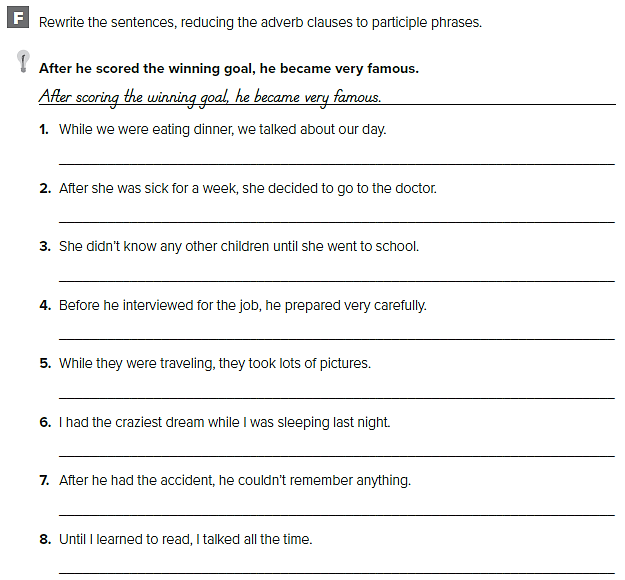 F Rewrite the sentences, reducing the adverb clauses to participle phrases.
After he scored the winning goal, he became very famous.
After scoring the winning goal, he became very famous.
1. While we were eating dinner, we talked about our day.
2. After she was sick for a week, she decided to go to the doctor.
3. She didn't know any other children until she went to school.
4. Before he interviewed for the job, he prepared very carefully.
5. While they were traveling, they took lots of pictures.
6. I had the craziest dream while I was sleeping last night.
7. After he had the accident, he couldn't remember anything.
8. Until I learned to read, I talked all the time.